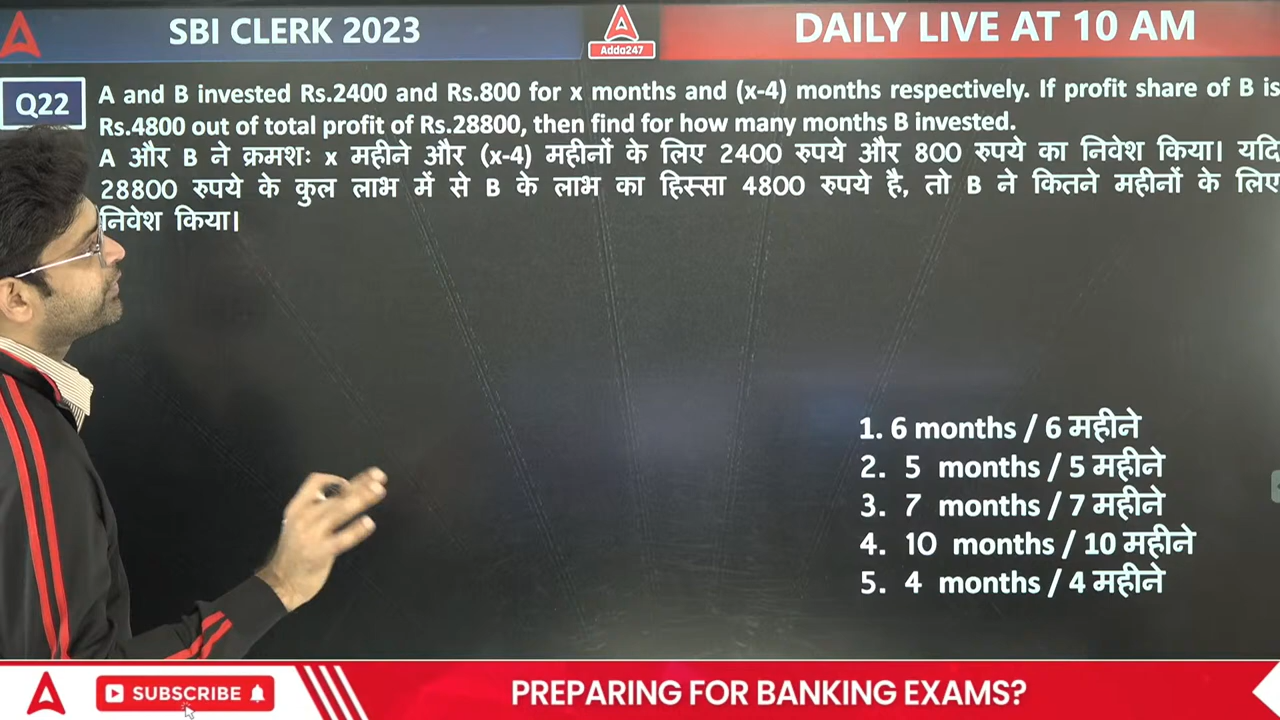 SBI CLERK 2023
Adda247
DAILY LIVE AT 10 AM
Q22
A and B invested Rs.2400 and Rs.800 for x months and (x-4) months respectively. If profit share of B is
Rs.4800 out of total profit of Rs.28800, then find for how many months B invested.
A और B ने क्रमशः x महीने और (x-4) महीनों के लिए 2400 रुपये और 800 रुपये का निवेश किया। यदि
28800 रुपये के कुल लाभ में से B के लाभ का हिस्सा 4800 रुपये है, तो B ने कितने महीनों के लिए
निवेश किया।
1. 6 months / 6 महीने
2. 5 months / 5 महीने
3. 7 months / 7 महीने
4. 10 months / 10 महीने
5. 4 months / 4 महीने
SUBSCRIBE
PREPARING FOR BANKING EXAMS?